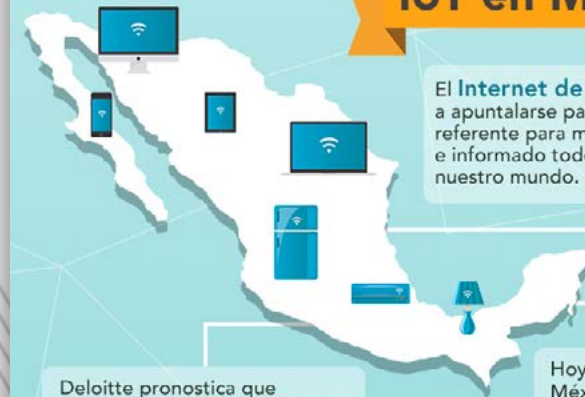 IoT en M
El Internet de
a apuntalarse pa
referente para m
e informado tod
nuestro mundo.
Deloitte pronostica que
Hoy
Méx